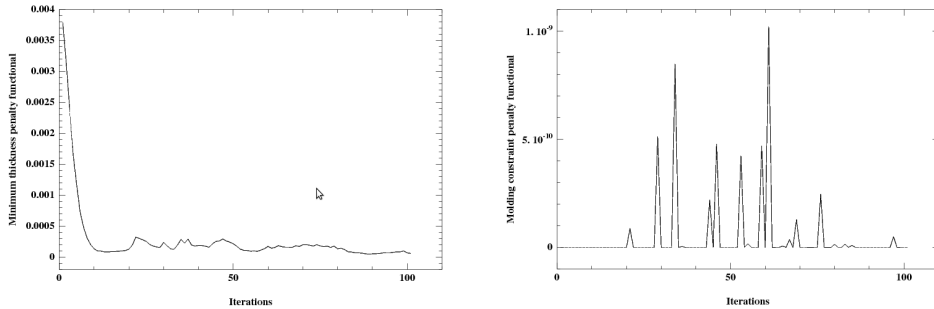 0.004
0.0035
0.003
0.0025
0.002
0.0015
0.001
0.0005
0
Minimum thickness penalty functional
0 50 100
Iterations
1. 10^-9
5. 10^-10
0
Molding constraint penalty functional
0 50 100
Iterations